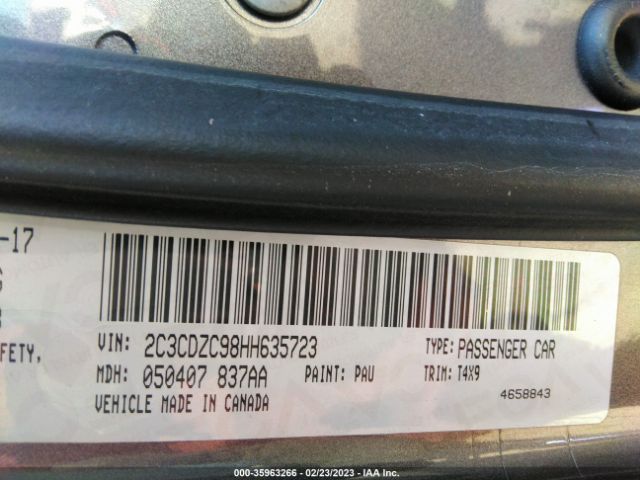 -17
VIN: 2C3CDZC98HH635723
TYPE: PASSENGER CAR
FETY,
MDH: 050407 837AA
PAINT: PAU
TRIM: T4X9
VEHICLE MADE IN CANADA
4658843
000-35963266 - 02/23/2023 - IAA Inc.